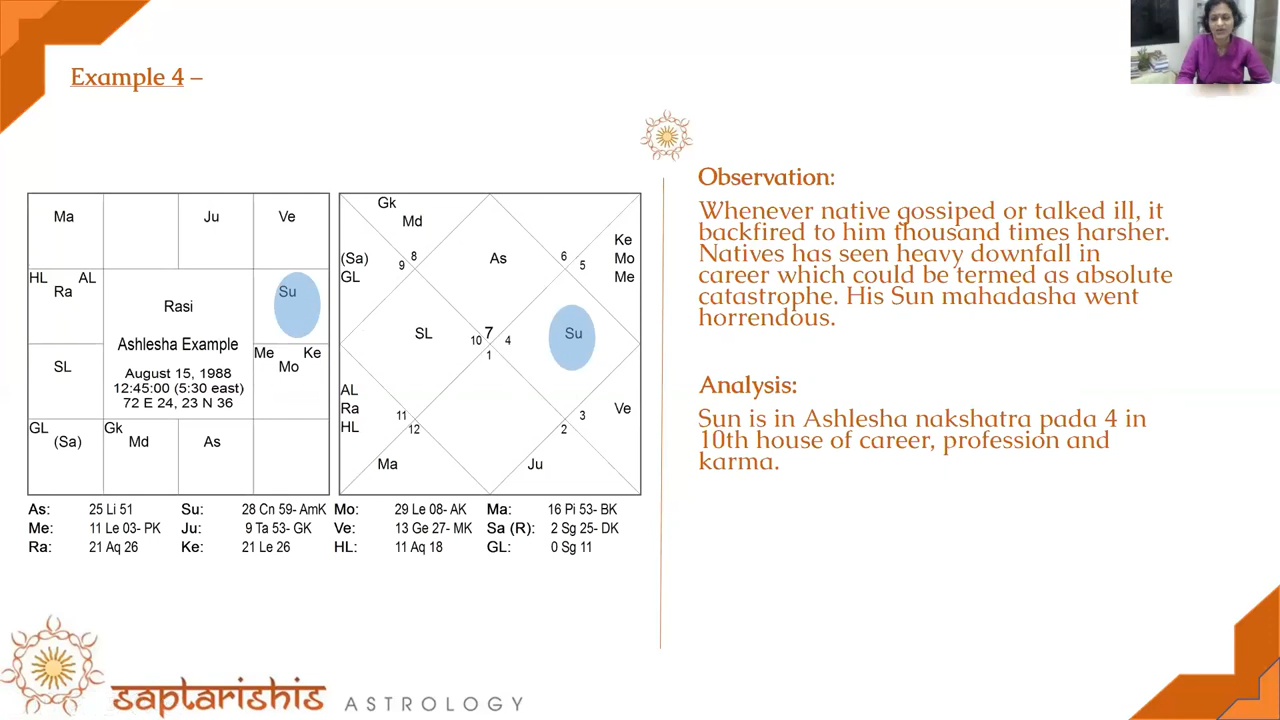 Example 4 –
Ma
Ju
Ve
HL AL
Ra
Su
Rasi
Ashlesha Example
August 15, 1988
12:45:00 (5:30 east)
72 E 24, 23 N 36
SL
Me Ke
Mo
GL
(Sa)
Gk
Md
As
Gk
Md
(Sa)
GL
9
8
As
6
5
Ke
Mo
Me
SL
10
7
4
1
Su
AL
Ra
HL
11
12
3
2
Ve
Ma
Ju
As: 25 Li 51 Su: 28 Cn 59- AmK Mo: 29 Le 08- AK Ma: 16 Pi 53- BK
Me: 11 Le 03- PK Ju: 9 Ta 53- GK Ve: 13 Ge 27- MK Sa (R): 2 Sg 25- DK
Ra: 21 Aq 26 Ke: 21 Le 26 HL: 11 Aq 18 GL: 0 Sg 11
Observation:
Whenever native gossiped or talked ill, it
backfired to him thousand times harsher.
Natives has seen heavy downfall in
career which could be termed as absolute
catastrophe. His Sun mahadasha went
horrendous.
Analysis:
Sun is in Ashlesha nakshatra pada 4 in
10th house of career, profession and
karma.
saptarishis ASTROLOGY